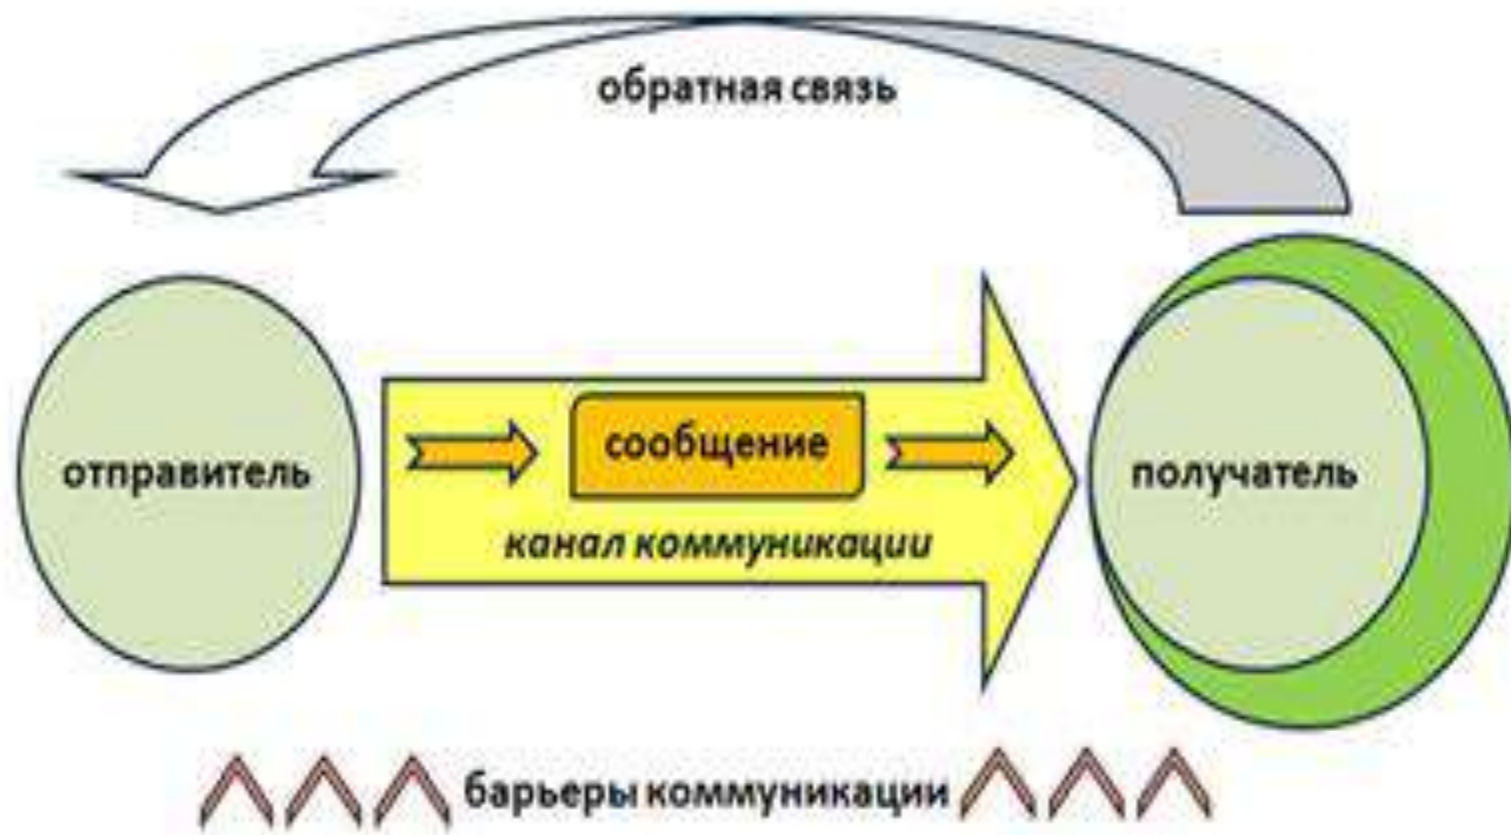 обратная связь
отправитель
сообщение
канал коммуникации
получатель
барьеры коммуникации